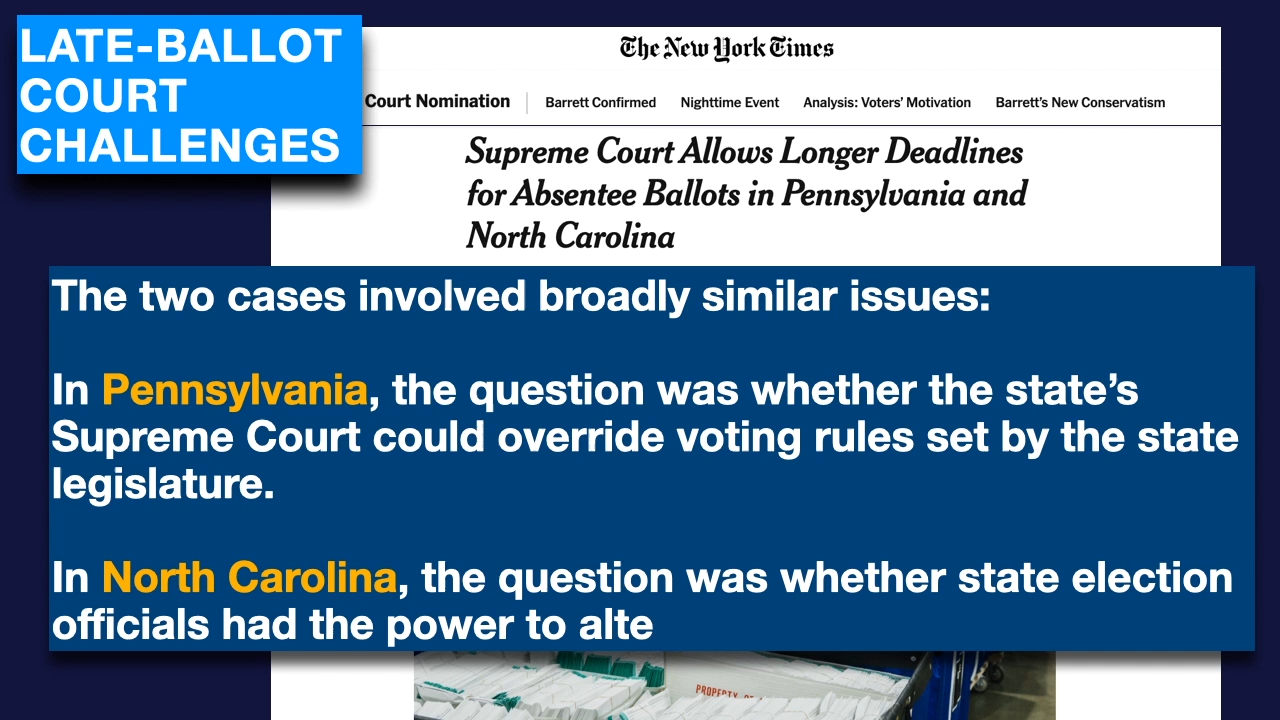 LATE-BALLOT
COURT
CHALLENGES
The New York Times
Court Nomination
Barrett Confirmed
Nighttime Event
Analysis: Voters' Motivation
Barrett's New Conservatism
Supreme Court Allows Longer Deadlines
for Absentee Ballots in Pennsylvania and
North Carolina
The two cases involved broadly similar issues:
In Pennsylvania, the question was whether the state’s
Supreme Court could override voting rules set by the state
legislature.
In North Carolina, the question was whether state election
officials had the power to alte
PROPERTY